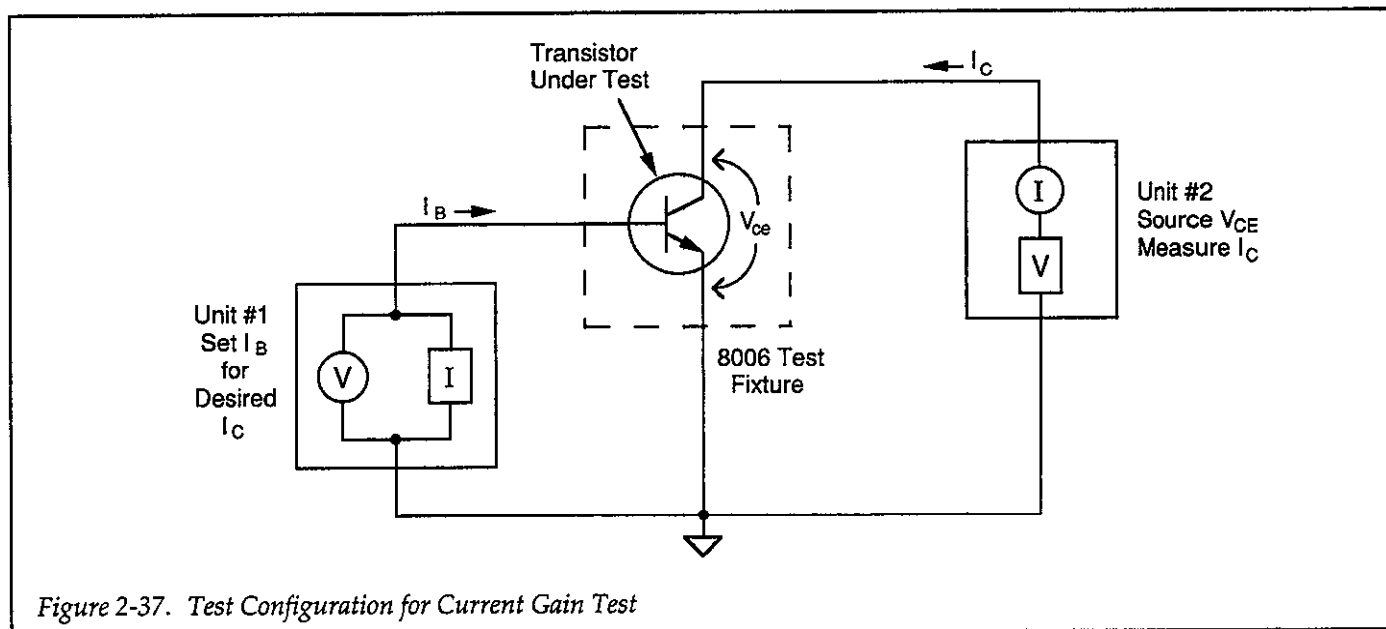 Transistor
Under Test
I_C
I_B
V_ce
I
V
Unit #2
Source V_CE
Measure I_C
Unit #1
Set I_B
for
Desired
I_C
V
I
8006 Test
Fixture
Figure 2-37. Test Configuration for Current Gain Test